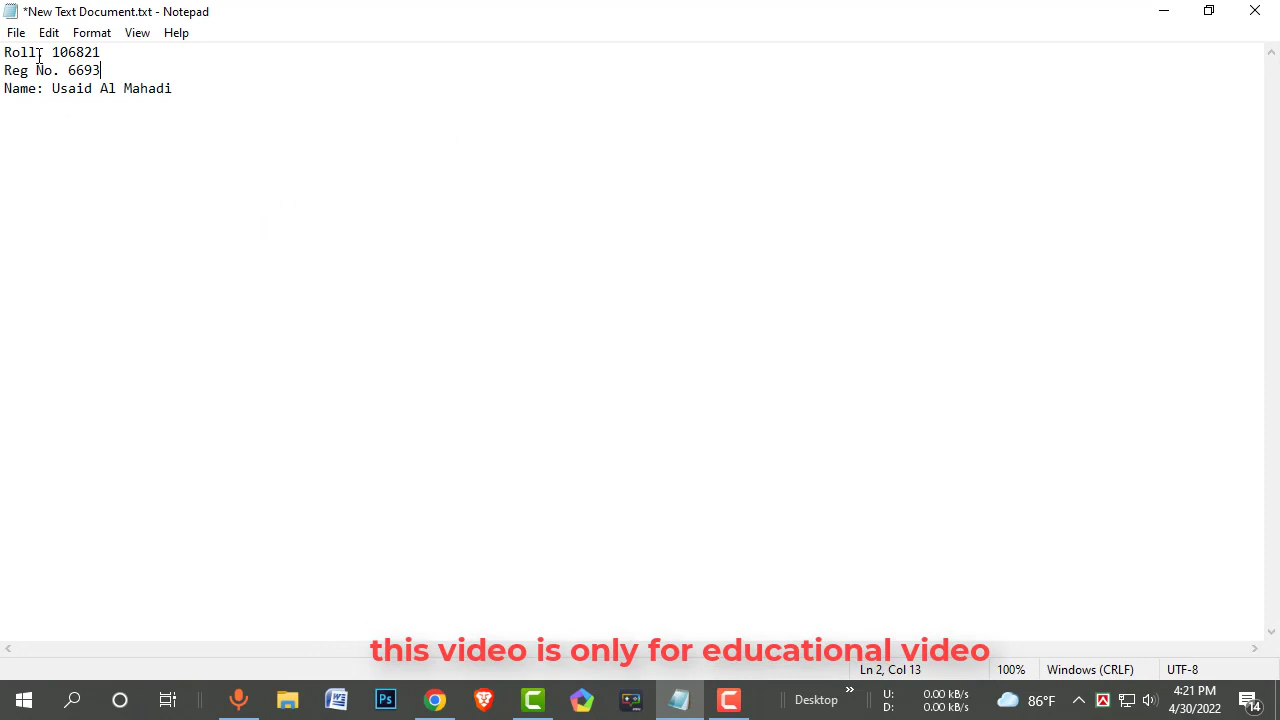 *New Text Document.txt - Notepad
File Edit Format View Help
Roll: 106821
Reg No. 6693
Name: Usaid Al Mahadi
this video is only for educational video
Ln 2, Col 13 100% Windows (CRLF) UTF-8
Desktop
U: 0.00 kB/s
D: 0.00 kB/s
86°F
4:21 PM
4/30/2022
14